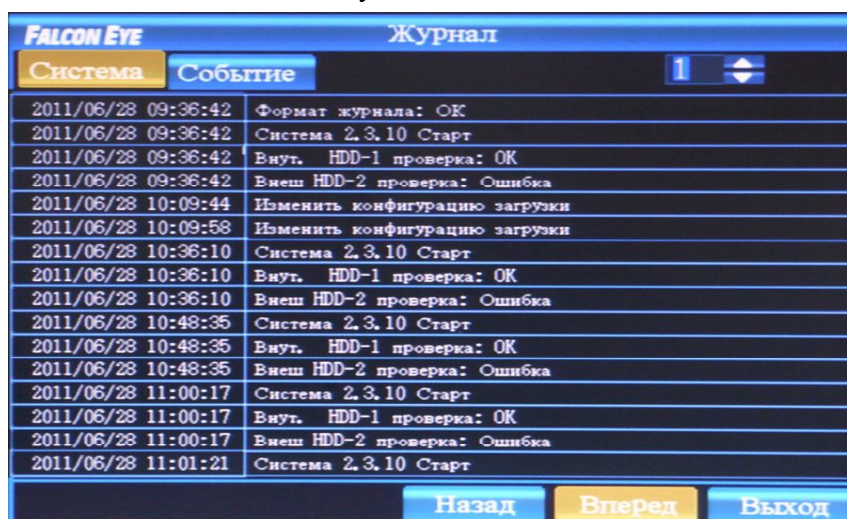 FALCON EYE Журнал
Система Событие 1
2011/06/28 09:36:42 Формат журнала: OK
2011/06/28 09:36:42 Система 2.3.10 Старт
2011/06/28 09:36:42 Внут. HDD-1 проверка: OK
2011/06/28 09:36:42 Внеш HDD-2 проверка: Ошибка
2011/06/28 10:09:44 Изменить конфигурацию загрузки
2011/06/28 10:09:58 Изменить конфигурацию загрузки
2011/06/28 10:36:10 Система 2.3.10 Старт
2011/06/28 10:36:10 Внут. HDD-1 проверка: OK
2011/06/28 10:36:10 Внеш HDD-2 проверка: Ошибка
2011/06/28 10:48:35 Система 2.3.10 Старт
2011/06/28 10:48:35 Внут. HDD-1 проверка: OK
2011/06/28 10:48:35 Внеш HDD-2 проверка: Ошибка
2011/06/28 11:00:17 Система 2.3.10 Старт
2011/06/28 11:00:17 Внут. HDD-1 проверка: OK
2011/06/28 11:00:17 Внеш HDD-2 проверка: Ошибка
2011/06/28 11:01:21 Система 2.3.10 Старт
Назад Вперед Выход